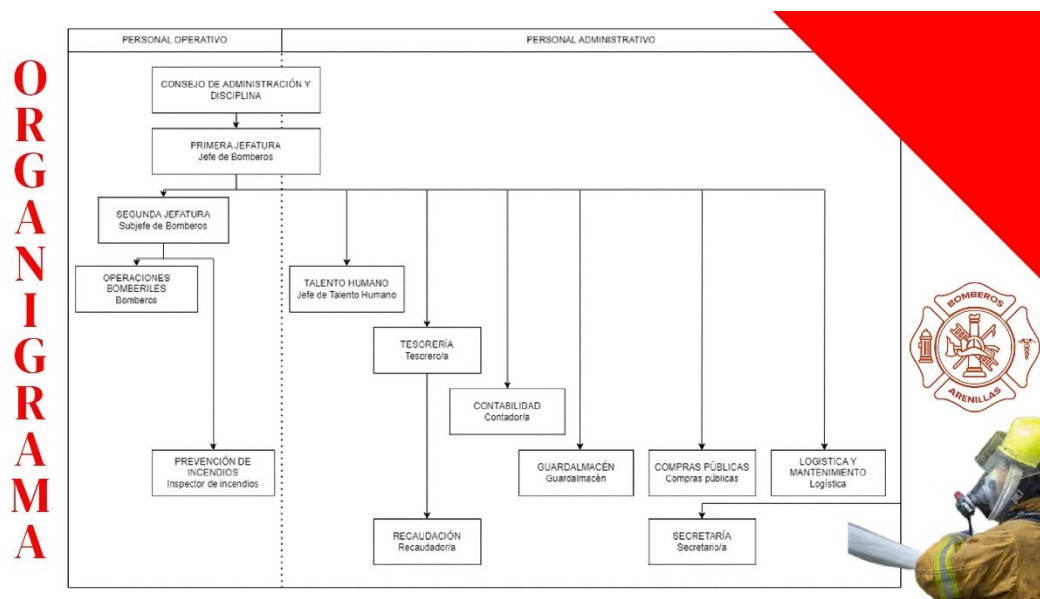 ORGANIGRAMA
PERSONAL OPERATIVO
PERSONAL ADMINISTRATIVO
CONSEJO DE ADMINISTRACIÓN Y
DISCIPLINA
PRIMERA JEFATURA
Jefe de Bomberos
SEGUNDA JEFATURA
Subjefe de Bomberos
OPERACIONES
BOMBERILES
Bomberos
TALENTO HUMANO
Jefe de Talento Humano
TESORERÍA
Tesorero/a
CONTABILIDAD
Contador/a
PREVENCIÓN DE
INCENDIOS
Inspector de incendios
GUARDALMACÉN
Guardalmacén
COMPRAS PÚBLICAS
Compras públicas
LOGISTICA Y
MANTENIMIENTO
Logística
RECAUDACIÓN
Recaudador/a
SECRETARÍA
Secretario/a
BOMBEROS
ARENILLAS